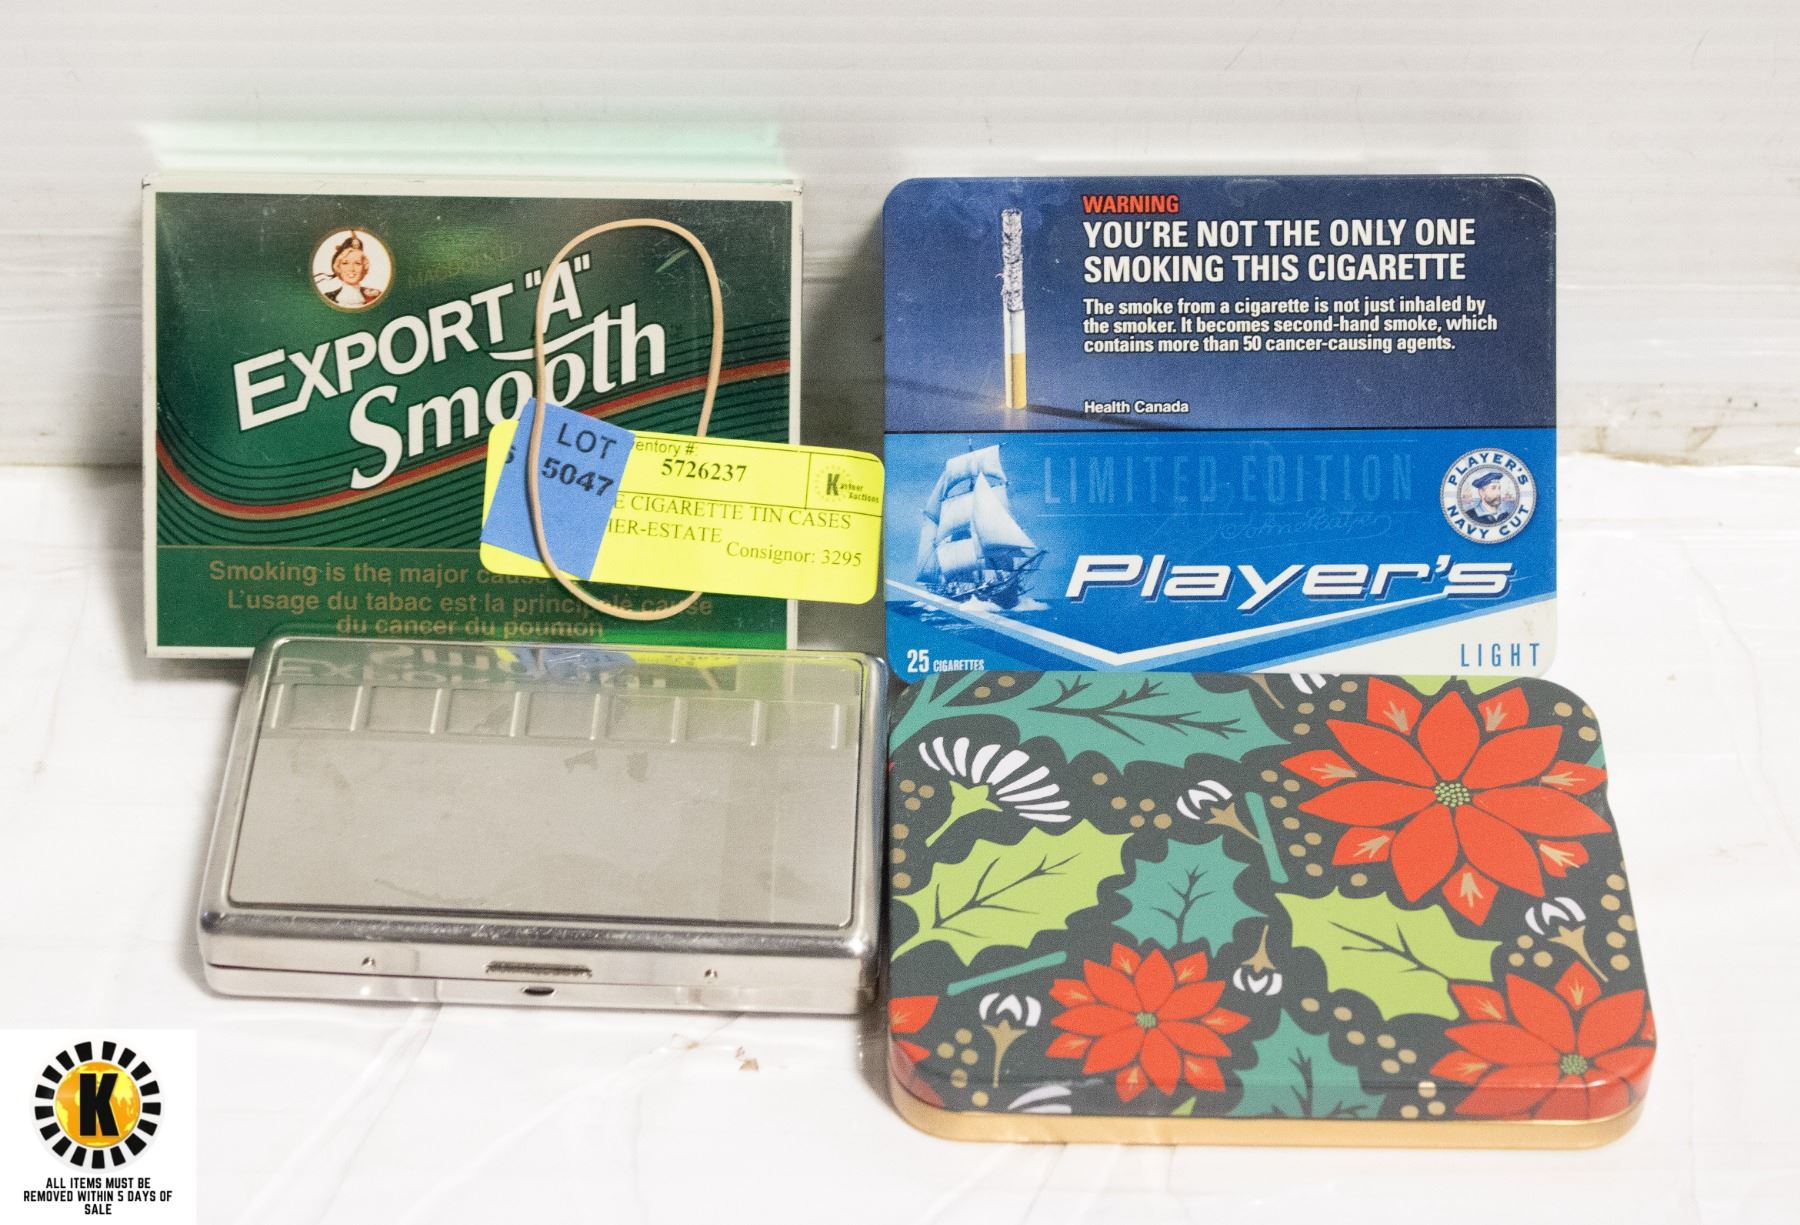 EXPORT "A"
Smooth
LOT
5047
entory #:
5726237
K
Auctions
E CIGARETTE TIN CASES
HER-ESTATE
Consignor: 3295
Smoking is the major cause
L'usage du tabac est la principale cause
du cancer du poumon
WARNING
YOU'RE NOT THE ONLY ONE
SMOKING THIS CIGARETTE
The smoke from a cigarette is not just inhaled by
the smoker. It becomes second-hand smoke, which
contains more than 50 cancer-causing agents.
Health Canada
LIMITED EDITION
PLAYER'S
NAVY CUT
Player's
25 CIGARETTES
LIGHT
K
ALL ITEMS MUST BE
REMOVED WITHIN 5 DAYS OF
SALE